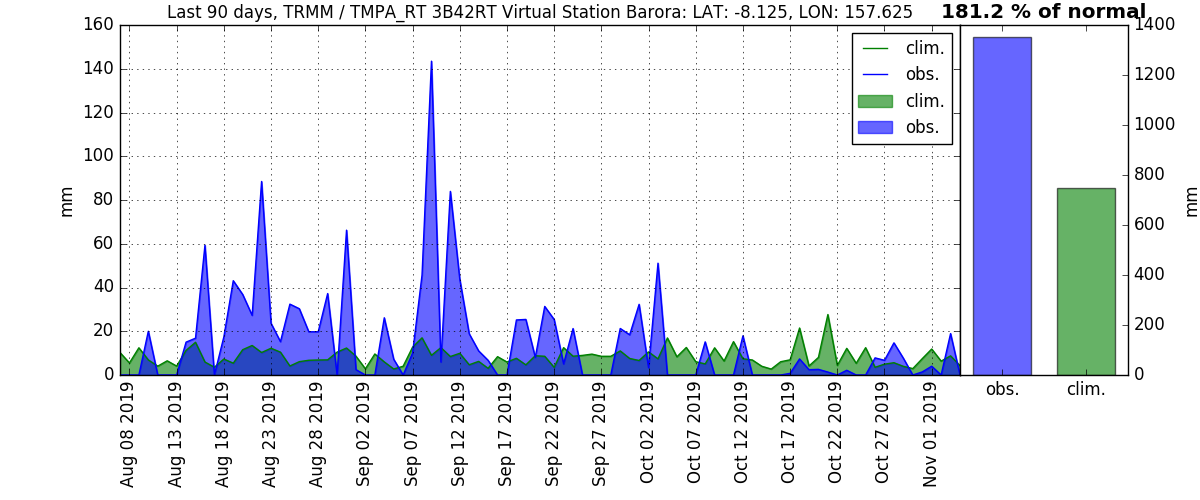 Last 90 days, TRMM / TMPA_RT 3B42RT Virtual Station Barora: LAT: -8.125, LON: 157.625
181.2 % of normal
160
140
120
100
80
60
40
20
0
mm
clim.
obs.
clim.
obs.
1400
1200
1000
800
600
400
200
0
mm
obs.
clim.
Aug 08 2019
Aug 13 2019
Aug 18 2019
Aug 23 2019
Aug 28 2019
Sep 02 2019
Sep 07 2019
Sep 12 2019
Sep 17 2019
Sep 22 2019
Sep 27 2019
Oct 02 2019
Oct 07 2019
Oct 12 2019
Oct 17 2019
Oct 22 2019
Oct 27 2019
Nov 01 2019